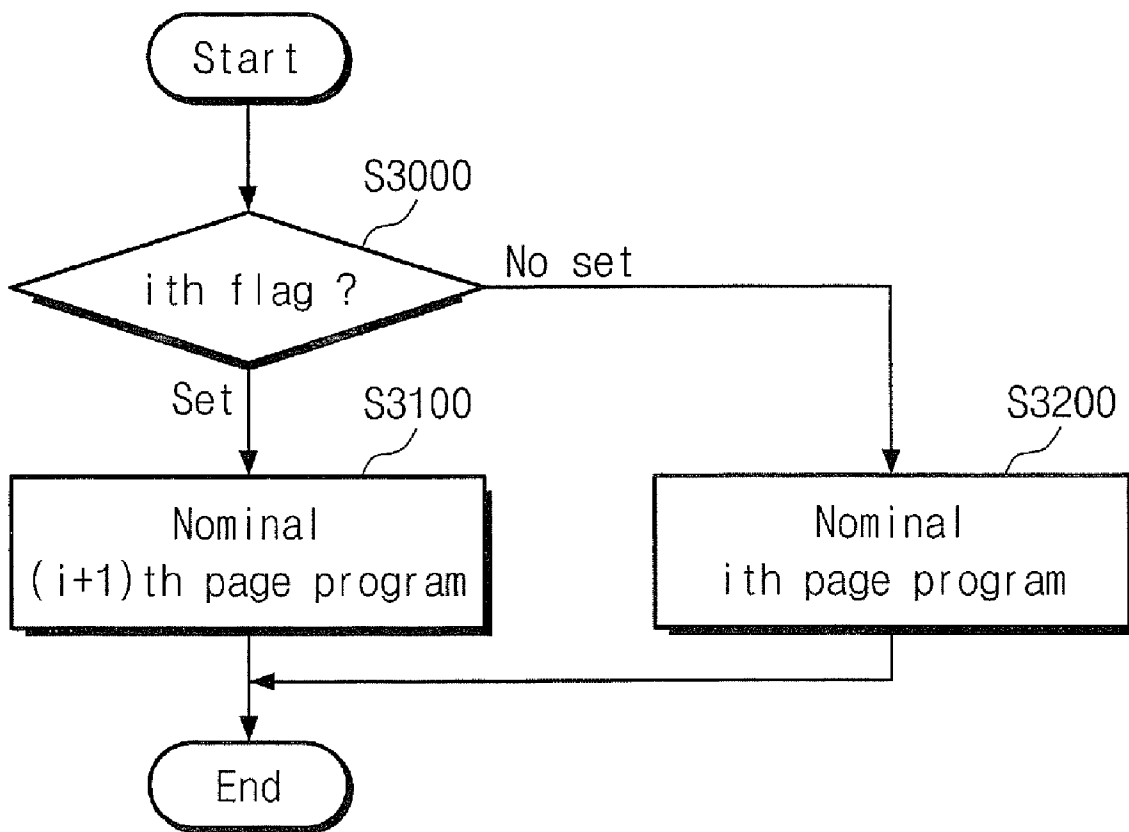 Start
S3000
ith flag ?
No set
Set
S3100
S3200
Nominal
(i+1)th page program
Nominal
ith page program
End